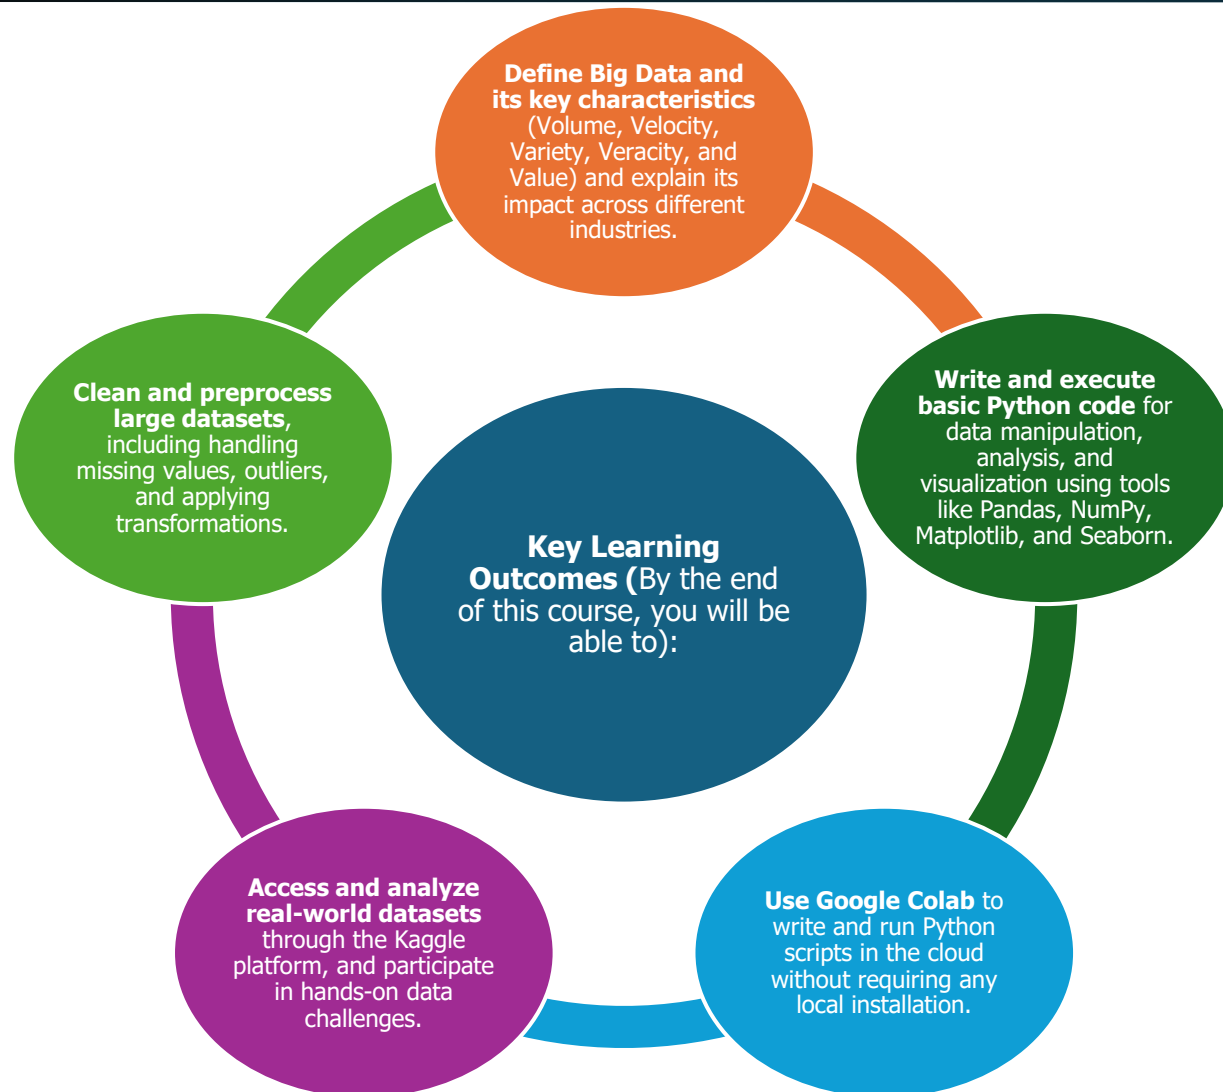 Define Big Data and
its key characteristics
(Volume, Velocity,
Variety, Veracity, and
Value) and explain its
impact across different
industries.
Write and execute
basic Python code for
data manipulation,
analysis, and
visualization using tools
like Pandas, NumPy,
Matplotlib, and Seaborn.
Use Google Colab to
write and run Python
scripts in the cloud
without requiring any
local installation.
Access and analyze
real-world datasets
through the Kaggle
platform, and participate
in hands-on data
challenges.
Clean and preprocess
large datasets,
including handling
missing values, outliers,
and applying
transformations.
Key Learning
Outcomes (By the end
of this course, you will be
able to):